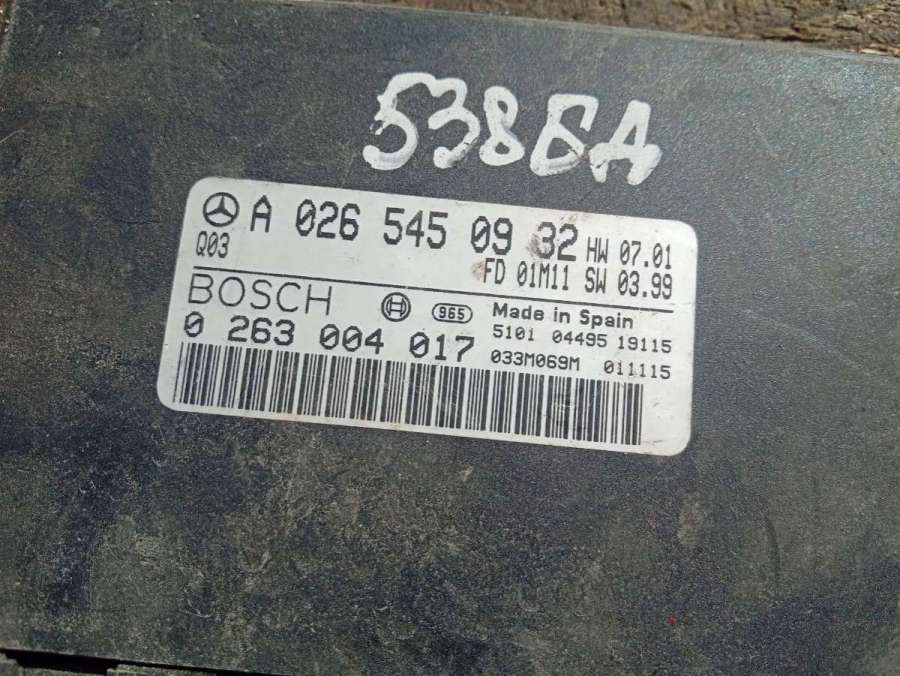 538БA
A 026 545 09 32 HW 07.01
Q03 FD 01M11 SW 03.99
BOSCH 965 Made in Spain
5101 04495 19115
0 263 004 017 033M069M 011115